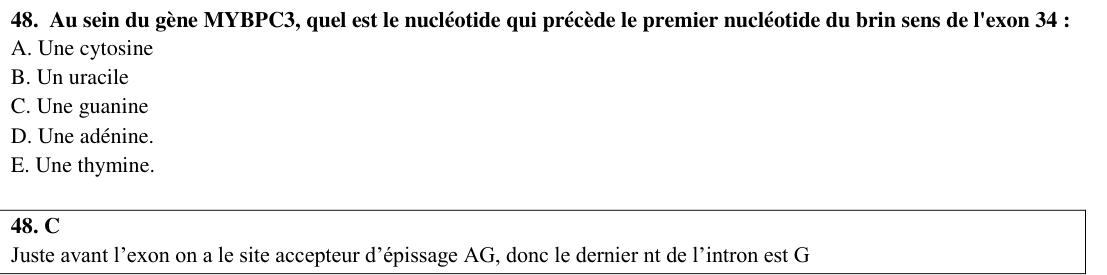 48. Au sein du gène MYBPC3, quel est le nucléotide qui précède le premier nucléotide du brin sens de l'exon 34 :
A. Une cytosine
B. Un uracile
C. Une guanine
D. Une adénine.
E. Une thymine.
48. C
Juste avant l’exon on a le site accepteur d’épissage AG, donc le dernier nt de l’intron est G